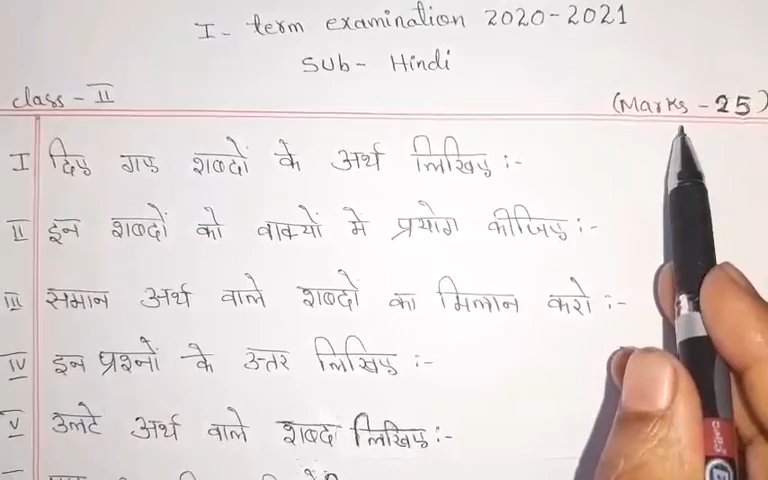 I- term examination 2020-2021
Sub- Hindi
class - II
(Marks - 25)
I दिए गए शब्दों के अर्थ लिखिए :-
II इन शब्दों को वाक्यों मे प्रयोग कीजिए :-
III समान अर्थ वाले शब्दों का मिलान करो :-
IV इन प्रश्नों के उत्तर लिखिए :-
V उलटे अर्थ वाले शब्द लिखिए :-